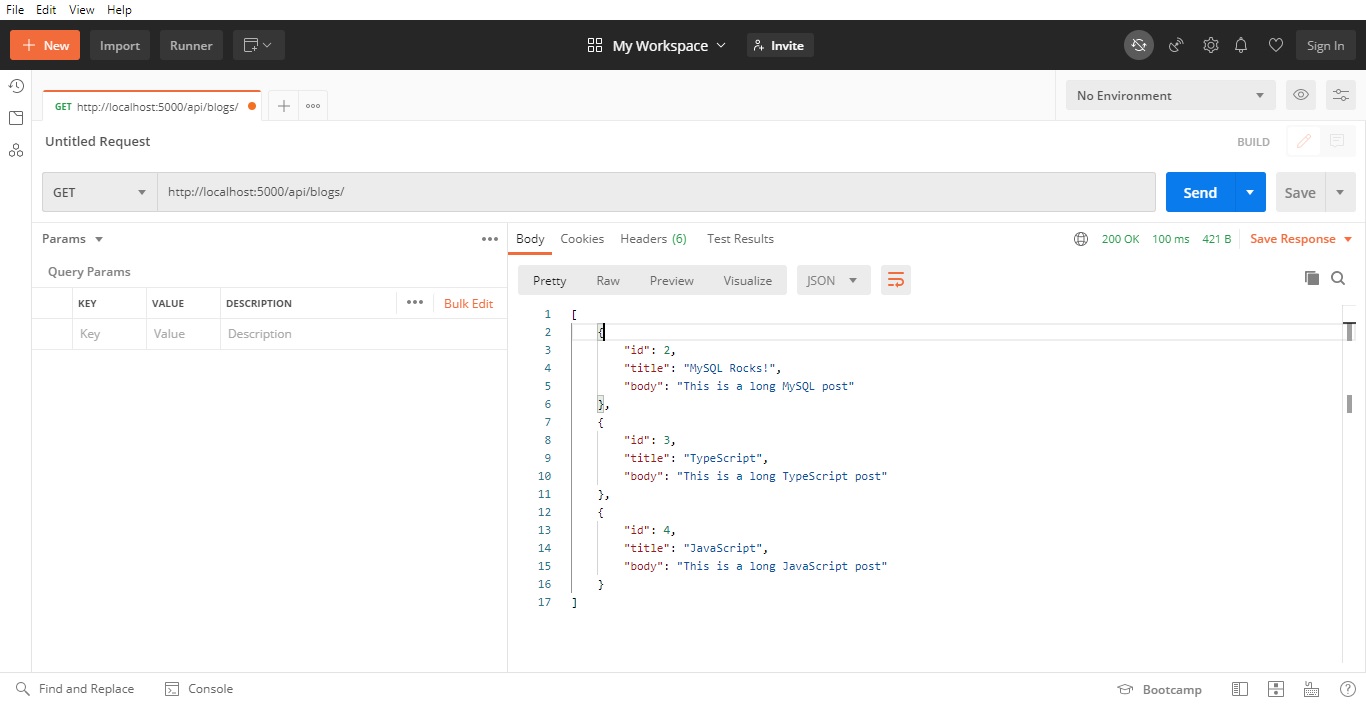 File Edit View Help
New Import Runner My Workspace Invite Sign In
GET http://localhost:5000/api/blogs/ No Environment
Untitled Request BUILD
GET http://localhost:5000/api/blogs/ Send Save
Params Body Cookies Headers (6) Test Results 200 OK 100 ms 421 B Save Response
Query Params Pretty Raw Preview Visualize JSON
KEY VALUE DESCRIPTION Bulk Edit
Key Value Description
1 [
2 {
3 "id": 2,
4 "title": "MySQL Rocks!",
5 "body": "This is a long MySQL post"
6 },
7 {
8 "id": 3,
9 "title": "TypeScript",
10 "body": "This is a long TypeScript post"
11 },
12 {
13 "id": 4,
14 "title": "JavaScript",
15 "body": "This is a long JavaScript post"
16 }
17 ]
Find and Replace Console Bootcamp